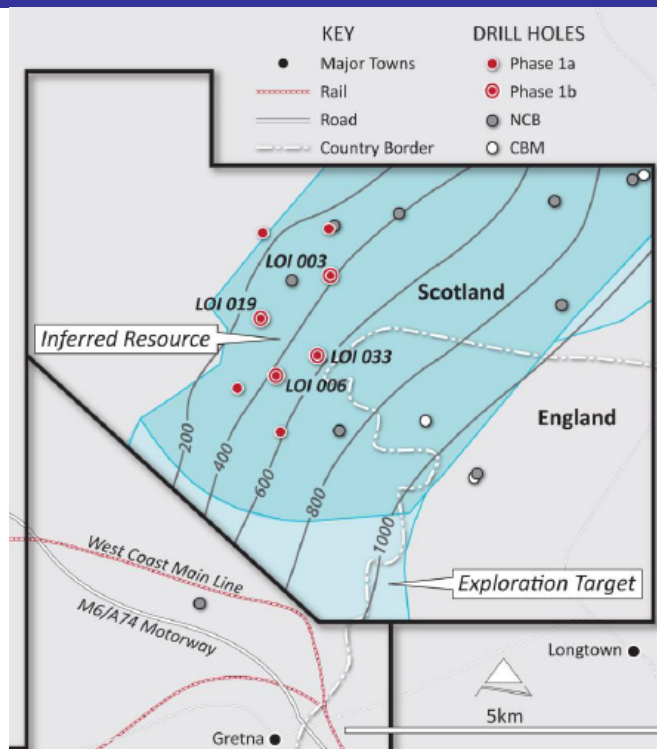 KEY
DRILL HOLES
Major Towns
Phase 1a
Rail
Phase 1b
Road
NCB
Country Border
CBM
LOI 003
Scotland
LOI 019
Inferred Resource
LOI 033
LOI 006
England
200
400
600
800
1000
West Coast Main Line
Exploration Target
M6/A74 Motorway
Longtown
5km
Gretna